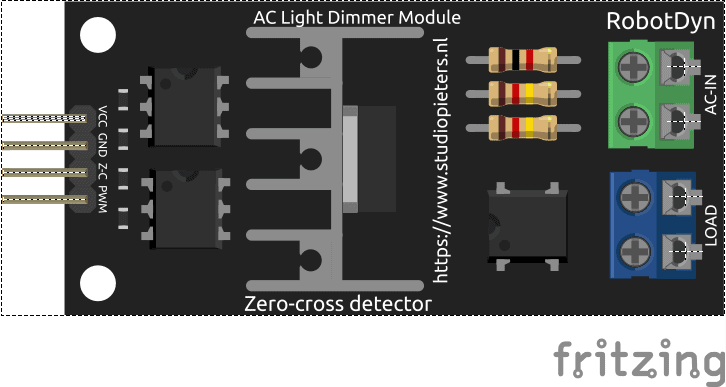 AC Light Dimmer Module
RobotDyn
https://www.studiopieters.nl
AC-IN
VCC
GND
Z-C
PWM
LOAD
Zero-cross detector
fritzing